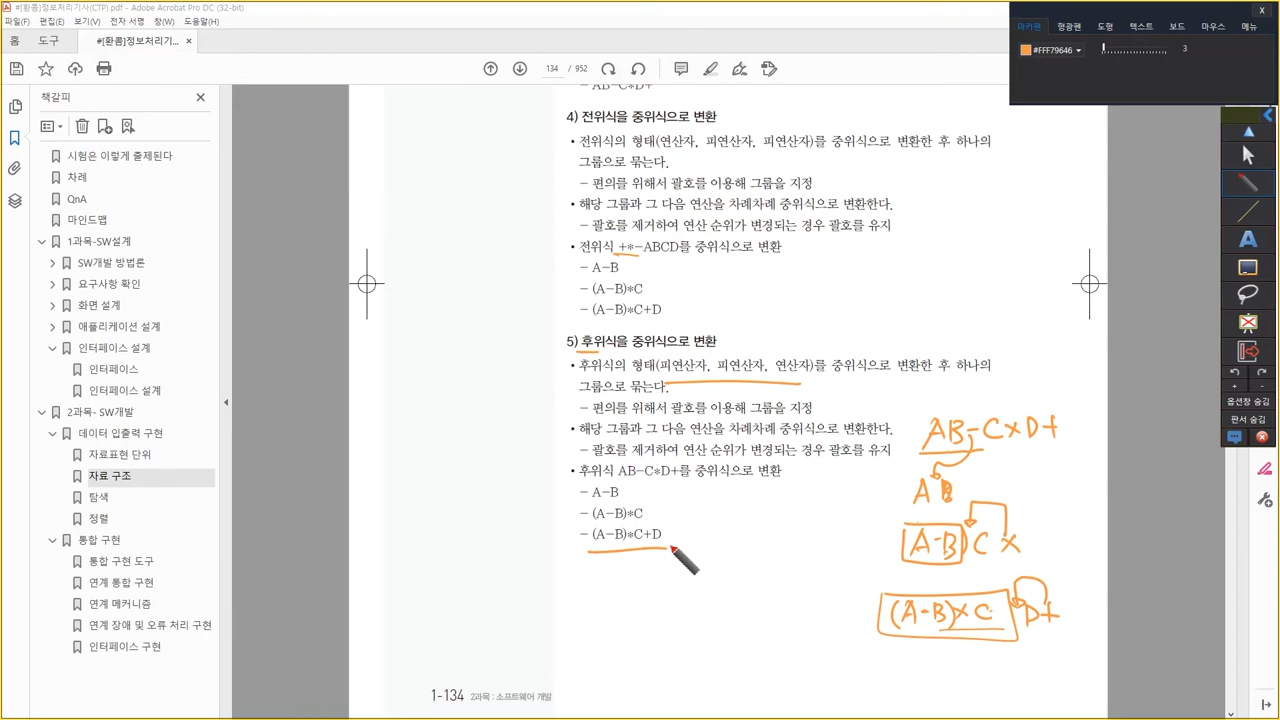 #[환콤]정보처리기사(CTP).pdf - Adobe Acrobat Pro DC (32-bit)
파일(F) 편집(E) 보기(V) 전자 서명 창(W) 도움말(H)
홈 도구 #[환콤]정보처리기... ×
134 / 952
책갈피
시험은 이렇게 출제된다
차례
QnA
마인드맵
1과목-SW설계
SW개발 방법론
요구사항 확인
화면 설계
애플리케이션 설계
인터페이스 설계
인터페이스
인터페이스 설계
2과목- SW개발
데이터 입출력 구현
자료표현 단위
자료 구조
탐색
정렬
통합 구현
통합 구현 도구
연계 통합 구현
연계 메커니즘
연계 장애 및 오류 처리 구현
인터페이스 구현
- AB-C*D+
4) 전위식을 중위식으로 변환
• 전위식의 형태(연산자, 피연산자, 피연산자)를 중위식으로 변환한 후 하나의
그룹으로 묶는다.
- 편의를 위해서 괄호를 이용해 그룹을 지정
• 해당 그룹과 그 다음 연산을 차례차례 중위식으로 변환한다.
- 괄호를 제거하여 연산 순위가 변경되는 경우 괄호를 유지
• 전위식 +*-ABCD를 중위식으로 변환
- A-B
- (A-B)*C
- (A-B)*C+D
5) 후위식을 중위식으로 변환
• 후위식의 형태(피연산자, 피연산자, 연산자)를 중위식으로 변환한 후 하나의
그룹으로 묶는다.
- 편의를 위해서 괄호를 이용해 그룹을 지정
• 해당 그룹과 그 다음 연산을 차례차례 중위식으로 변환한다.
- 괄호를 제거하여 연산 순위가 변경되는 경우 괄호를 유지
• 후위식 AB-C*D+를 중위식으로 변환
- A-B
- (A-B)*C
- (A-B)*C+D
AB-C×D+
A B
A-B) C ×
(A-B)× C D+
1-134 2과목 : 소프트웨어 개발
마카펜 형광펜 도형 텍스트 보드 마우스 메뉴
#FFF79646 3
옵션창 숨김
판서 숨김